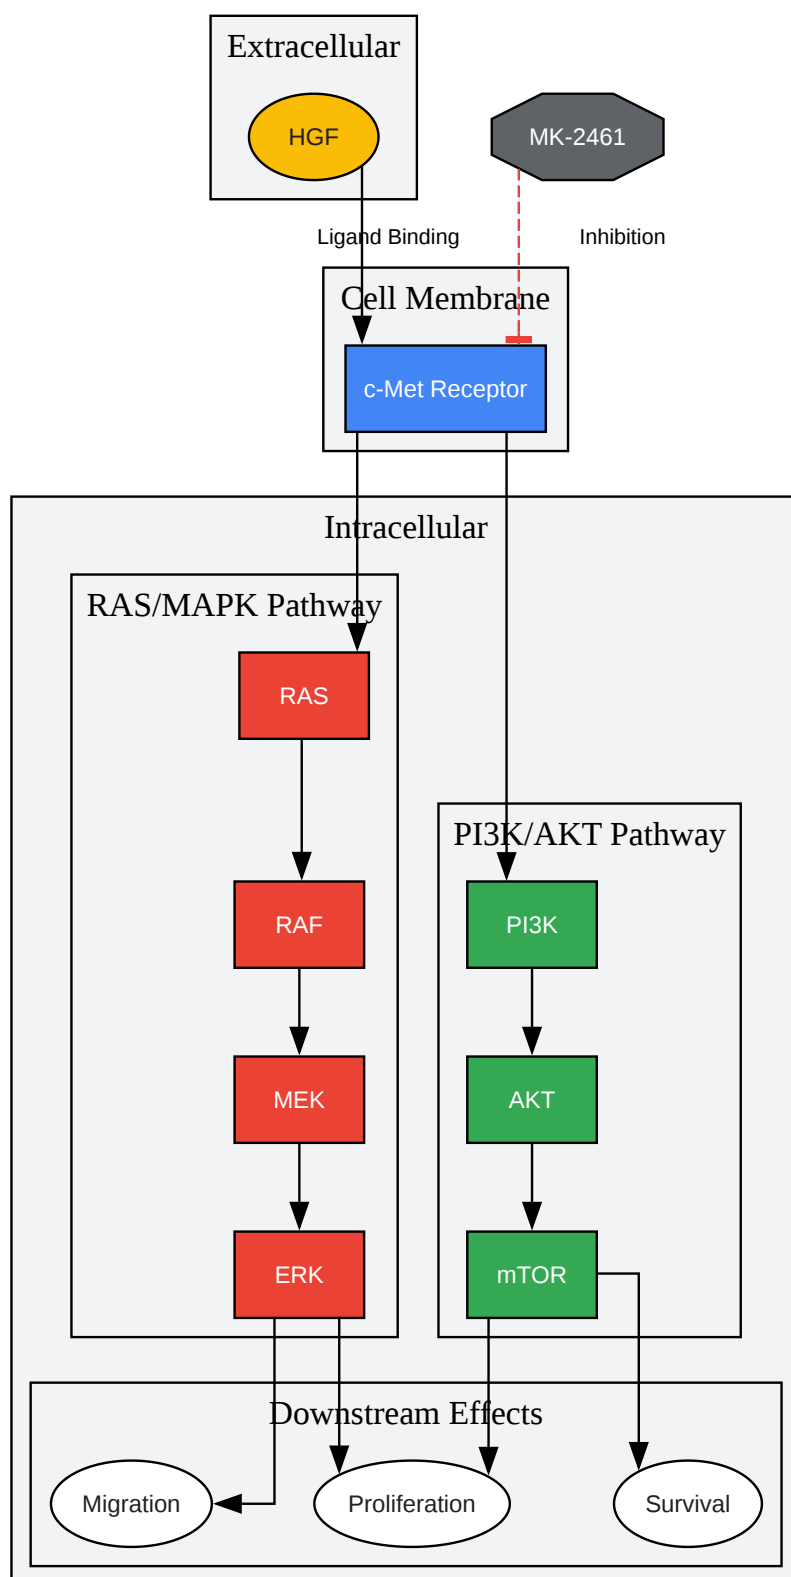 Extracellular
HGF
MK-2461
Ligand Binding
Inhibition
Cell Membrane
c-Met Receptor
Intracellular
RAS/MAPK Pathway
RAS
PI3K/AKT Pathway
RAF
PI3K
MEK
AKT
ERK
mTOR
Downstream Effects
Migration
Proliferation
Survival